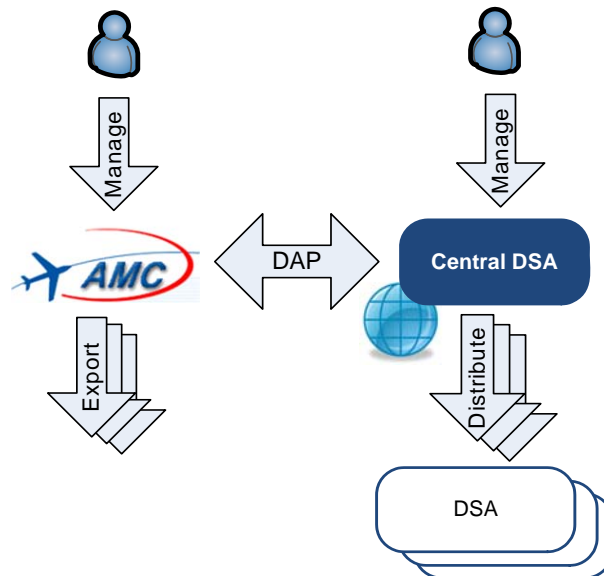 Manage
Manage
AMC
DAP
Central DSA
Export
Distribute
DSA